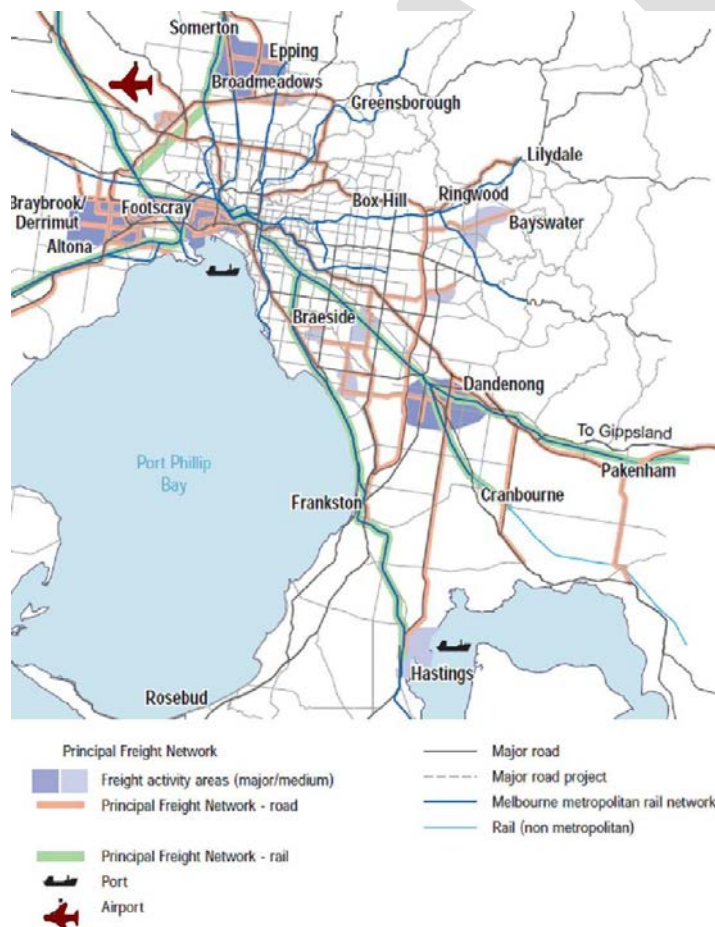 Somerton
Epping
Broadmeadows
Greensborough
Lilydale
Ringwood
Box Hill
Braybrook/
Derrimut
Footscray
Bayswater
Altona
Braeside
Dandenong
To Gippsland
Port Phillip
Bay
Pakenham
Frankston
Cranbourne
Hastings
Rosebud
Principal Freight Network
Freight activity areas (major/medium)
Principal Freight Network - road
Principal Freight Network - rail
Port
Airport
Major road
Major road project
Melbourne metropolitan rail network
Rail (non metropolitan)